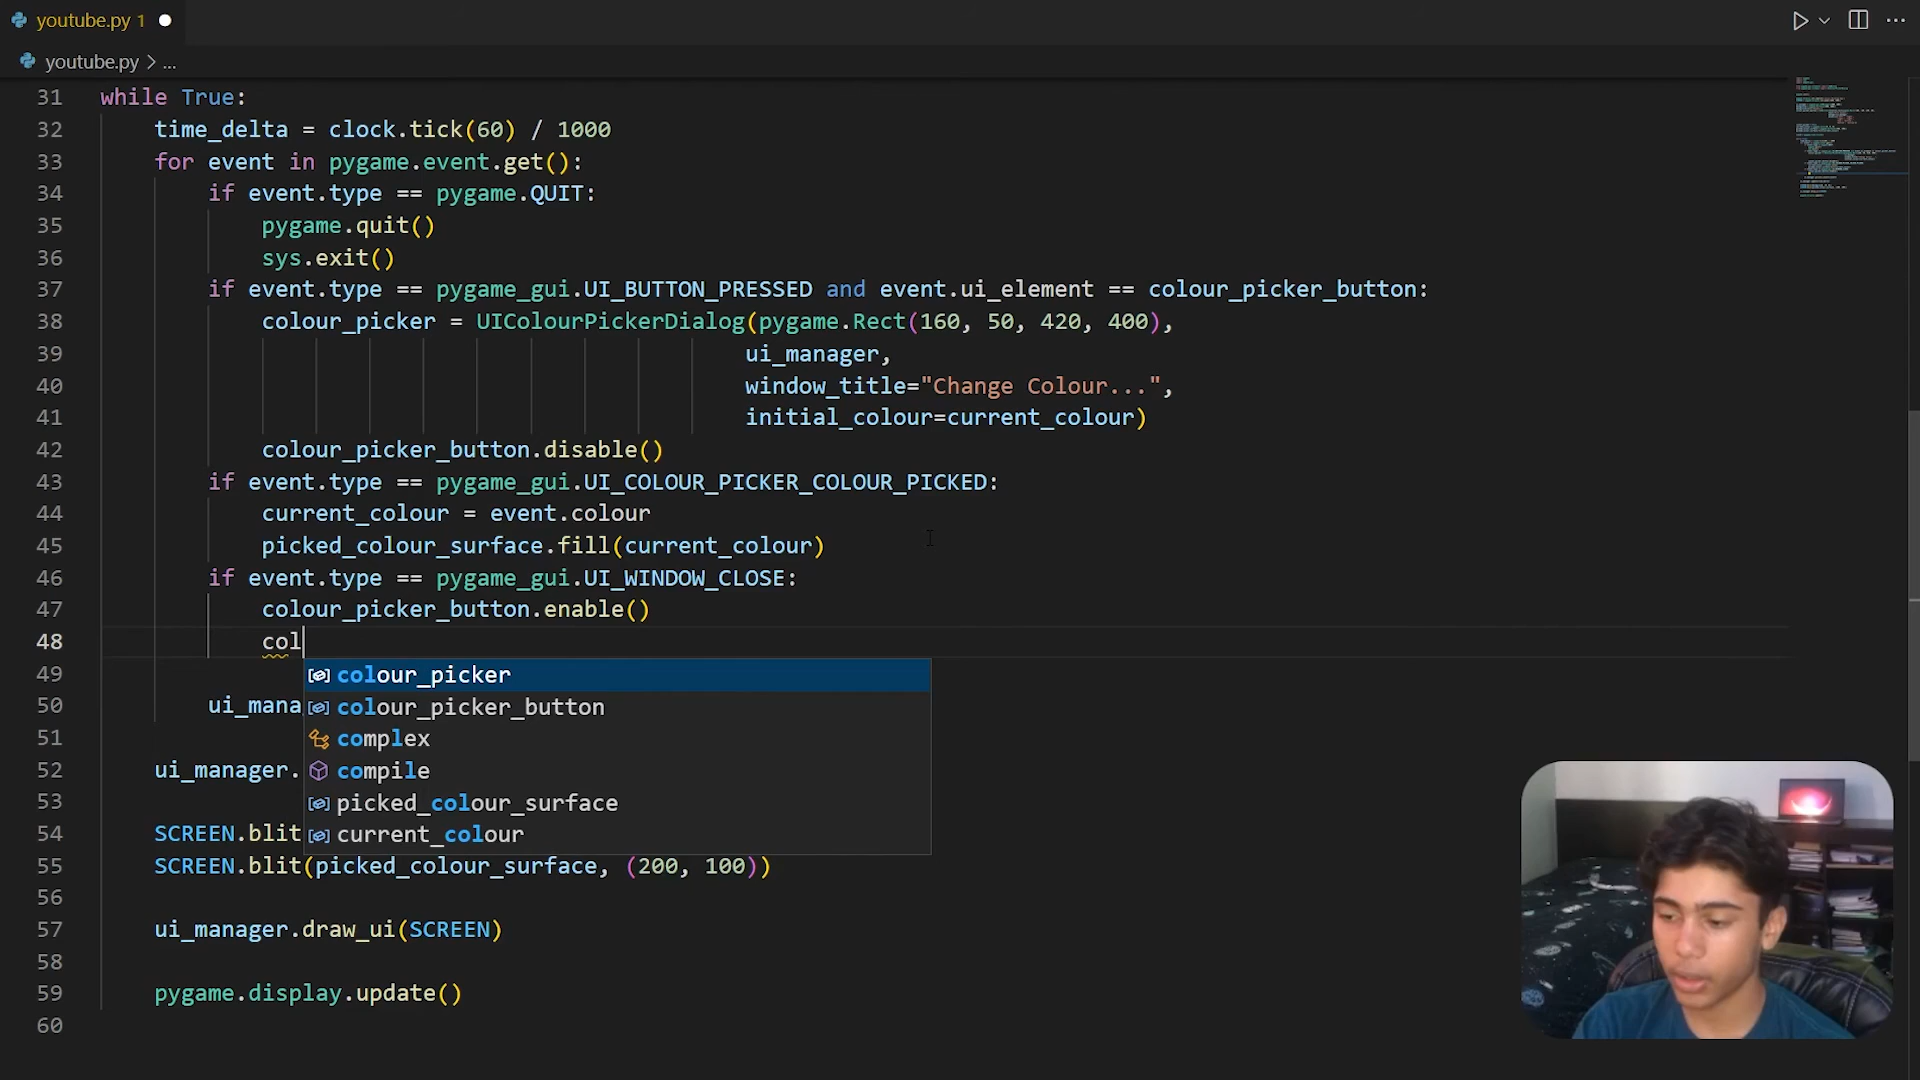 youtube.py 1
youtube.py > ...
31 while True:
32 time_delta = clock.tick(60) / 1000
33 for event in pygame.event.get():
34 if event.type == pygame.QUIT:
35 pygame.quit()
36 sys.exit()
37 if event.type == pygame_gui.UI_BUTTON_PRESSED and event.ui_element == colour_picker_button:
38 colour_picker = UIColourPickerDialog(pygame.Rect(160, 50, 420, 400),
39 ui_manager,
40 window_title="Change Colour...",
41 initial_colour=current_colour)
42 colour_picker_button.disable()
43 if event.type == pygame_gui.UI_COLOUR_PICKER_COLOUR_PICKED:
44 current_colour = event.colour
45 picked_colour_surface.fill(current_colour)
46 if event.type == pygame_gui.UI_WINDOW_CLOSE:
47 colour_picker_button.enable()
48 col
49 colour_picker
50 ui_mana colour_picker_button
51 complex
52 ui_manager. compile
53 picked_colour_surface
54 SCREEN.blit current_colour
55 SCREEN.blit(picked_colour_surface, (200, 100))
56
57 ui_manager.draw_ui(SCREEN)
58
59 pygame.display.update()
60